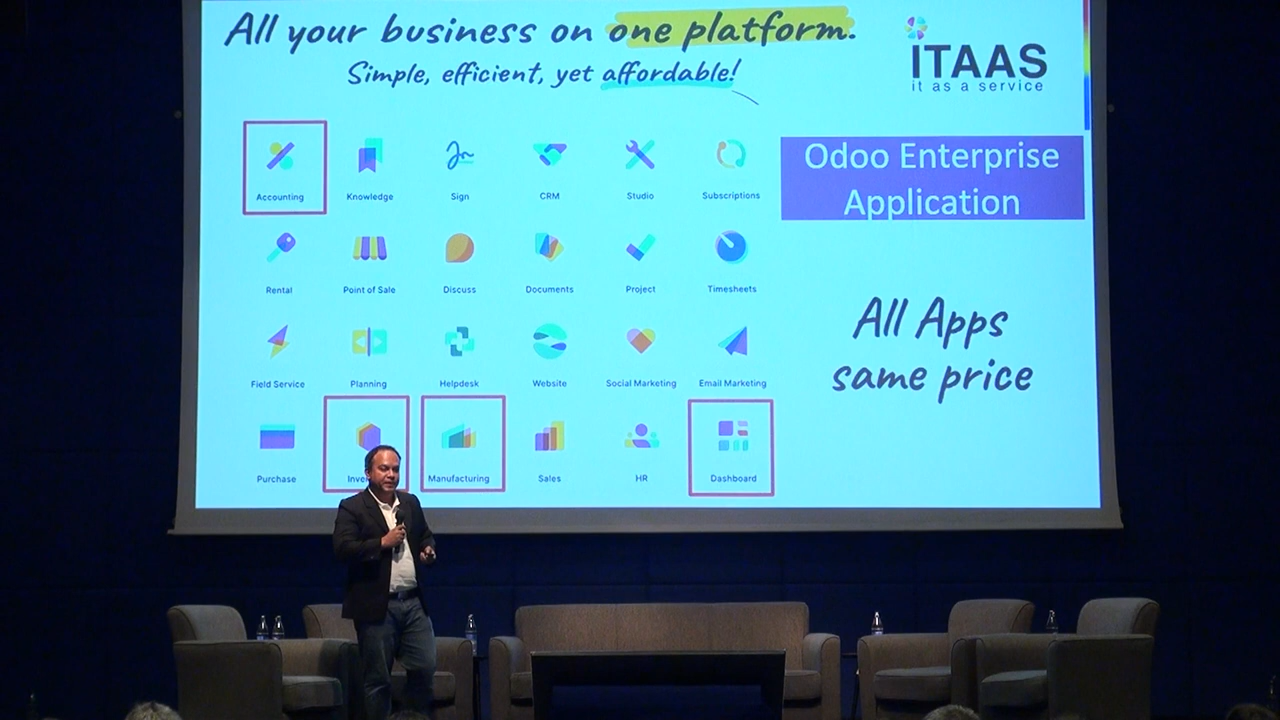 All your business on one platform.
Simple, efficient, yet affordable!
ITAAS
it as a service
Odoo Enterprise
Application
Accounting
Knowledge
Sign
CRM
Studio
Subscriptions
Rental
Point of Sale
Discuss
Documents
Project
Timesheets
All Apps
same price
Field Service
Planning
Helpdesk
Website
Social Marketing
Email Marketing
Purchase
Manufacturing
Sales
HR
Dashboard